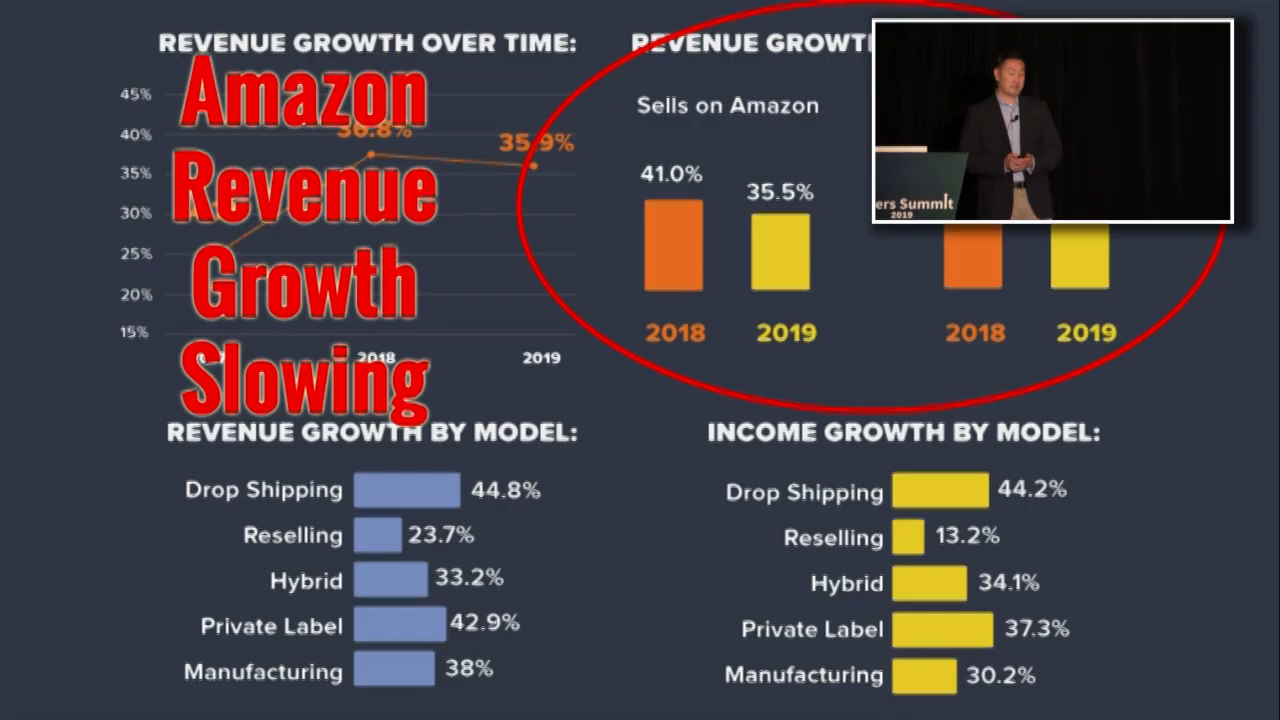 REVENUE GROWTH OVER TIME:
Amazon
Revenue
Growth
Slowing
45%
40%
35%
30%
25%
20%
15%
36.8%
35.9%
2018
2019
REVENUE GROWTH
Sells on Amazon
41.0%
35.5%
2018
2019
2018
2019
ers Summit
2019
REVENUE GROWTH BY MODEL:
Drop Shipping 44.8%
Reselling 23.7%
Hybrid 33.2%
Private Label 42.9%
Manufacturing 38%
INCOME GROWTH BY MODEL:
Drop Shipping 44.2%
Reselling 13.2%
Hybrid 34.1%
Private Label 37.3%
Manufacturing 30.2%